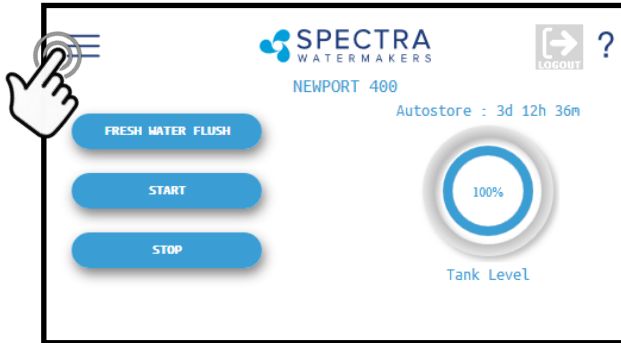 SPECTRA
WATERMAKERS
LOGOUT
?
NEWPORT 400
Autostore : 3d 12h 36m
FRESH WATER FLUSH
START
100%
STOP
Tank Level